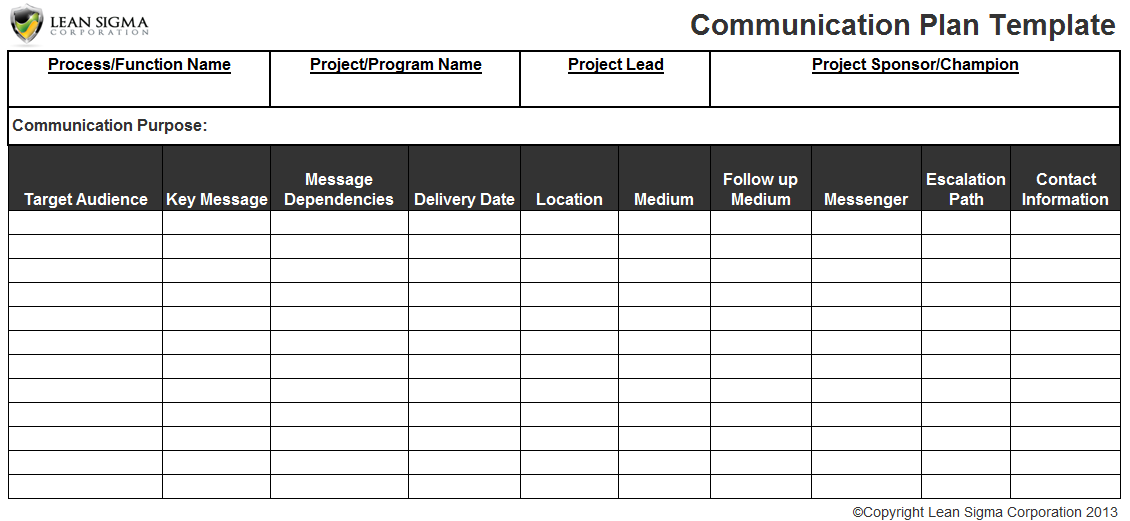 LEAN SIGMA
CORPORATION
Communication Plan Template
Process/Function Name
Project/Program Name
Project Lead
Project Sponsor/Champion
Communication Purpose:
Target Audience
Key Message
Message
Dependencies
Delivery Date
Location
Medium
Follow up
Medium
Messenger
Escalation
Path
Contact
Information
©Copyright Lean Sigma Corporation 2013